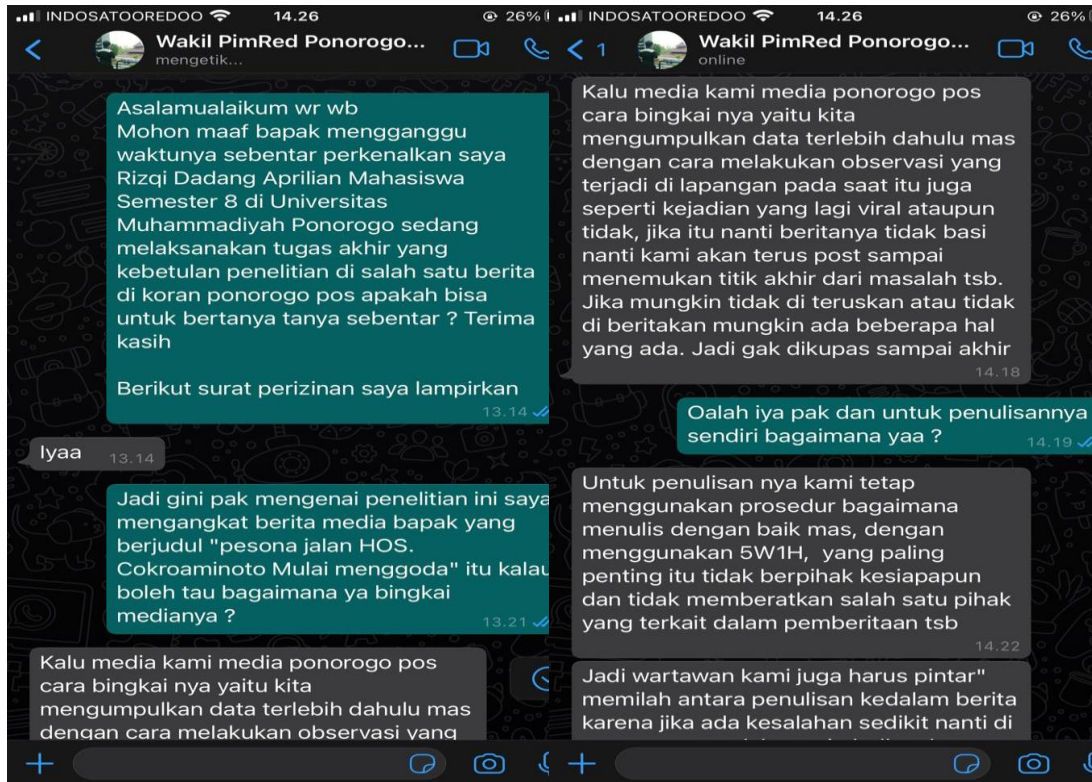 INDOSATOOREDOO 14.26 26%
Wakil PimRed Ponorogo...
mengetik...
Asalamualaikum wr wb
Mohon maaf bapak mengganggu
waktunya sebentar perkenalkan saya
Rizqi Dadang Aprilian Mahasiswa
Semester 8 di Universitas
Muhammadiyah Ponorogo sedang
melaksanakan tugas akhir yang
kebetulan penelitian di salah satu berita
di koran ponorogo pos apakah bisa
untuk bertanya tanya sebentar ? Terima
kasih
Berikut surat perizinan saya lampirkan
13.14
Iyaa 13.14
Jadi gini pak mengenai penelitian ini saya
mengangkat berita media bapak yang
berjudul "pesona jalan HOS.
Cokroaminoto Mulai menggoda" itu kalau
boleh tau bagaimana ya bingkai
medianya ?
13.21
Kalu media kami media ponorogo pos
cara bingkai nya yaitu kita
mengumpulkan data terlebih dahulu mas
dengan cara melakukan observasi yang
INDOSATOOREDOO 14.26 26%
1 Wakil PimRed Ponorogo...
online
Kalu media kami media ponorogo pos
cara bingkai nya yaitu kita
mengumpulkan data terlebih dahulu mas
dengan cara melakukan observasi yang
terjadi di lapangan pada saat itu juga
seperti kejadian yang lagi viral ataupun
tidak, jika itu nanti beritanya tidak basi
nanti kami akan terus post sampai
menemukan titik akhir dari masalah tsb.
Jika mungkin tidak di teruskan atau tidak
di beritakan mungkin ada beberapa hal
yang ada. Jadi gak dikupas sampai akhir
14.18
Oalah iya pak dan untuk penulisannya
sendiri bagaimana yaa ?
14.19
Untuk penulisan nya kami tetap
menggunakan prosedur bagaimana
menulis dengan baik mas, dengan
menggunakan 5W1H, yang paling
penting itu tidak berpihak kesiapapun
dan tidak memberatkan salah satu pihak
yang terkait dalam pemberitaan tsb
14.22
Jadi wartawan kami juga harus pintar"
memilah antara penulisan kedalam berita
karena jika ada kesalahan sedikit nanti di